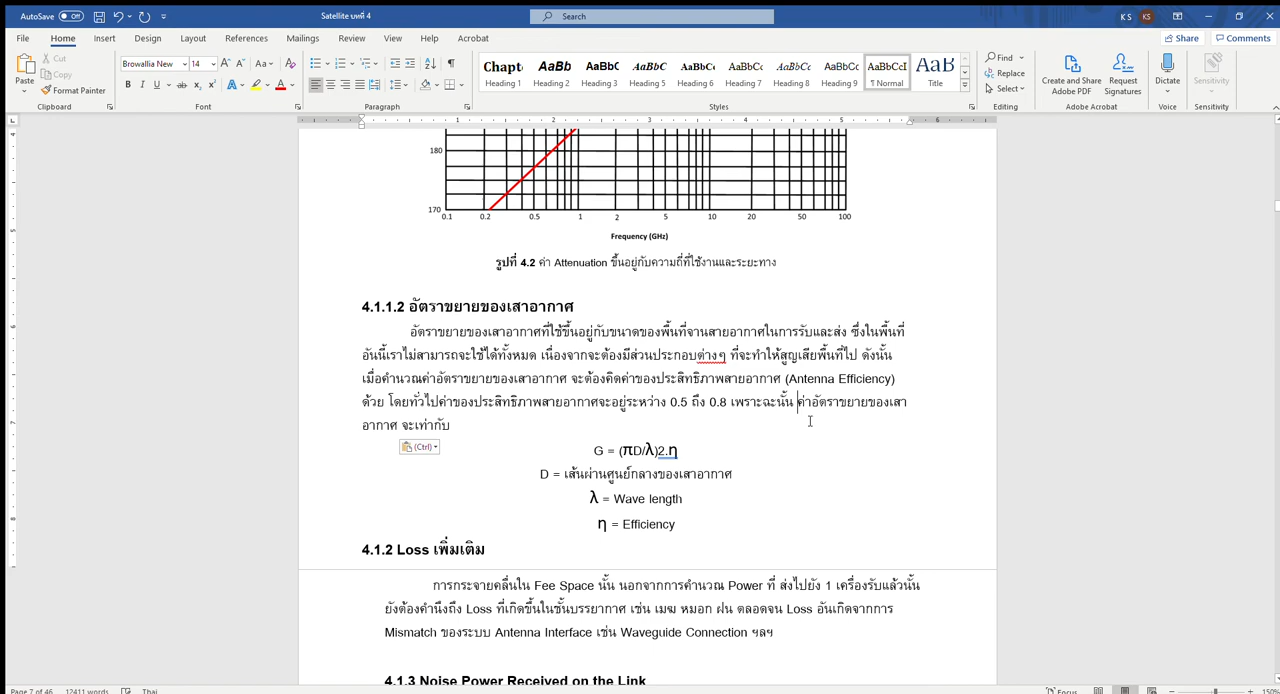 AutoSave Off Satellite บทที่ 4 Search K S KS
File Home Insert Design Layout References Mailings Review View Help Acrobat Share Comments
Paste Cut Copy Format Painter
Browallia New 14
Chapt AaBb AaBbC AaBbC AaBbCc AaBbCc AaBbCc AaBbCc AaBbCc AaBbCcI AaB
Heading 1 Heading 2 Heading 3 Heading 5 Heading 6 Heading 7 Heading 8 Heading 9 ¶ Normal Title
Find Replace Select
Create and Share Adobe PDF Request Signatures Dictate Sensitivity
Clipboard Font Paragraph Styles Editing Adobe Acrobat Voice Sensitivity
1 2 3 4 5 6
180
170
0.1 0.2 0.5 1 2 5 10 20 50 100
Frequency (GHz)
รูปที่ 4.2 ค่า Attenuation ขึ้นอยู่กับความถี่ที่ใช้งานและระยะทาง
4.1.1.2 อัตราขยายของเสาอากาศ
อัตราขยายของเสาอากาศที่ใช้ขึ้นอยู่กับขนาดของพื้นที่จานสายอากาศในการรับและส่ง ซึ่งในพื้นที่
อันนี้เราไม่สามารถจะใช้ได้ทั้งหมด เนื่องจากจะต้องมีส่วนประกอบต่างๆ ที่จะทำให้สูญเสียพื้นที่ไป ดังนั้น
เมื่อคำนวณค่าอัตราขยายของเสาอากาศ จะต้องคิดค่าของประสิทธิภาพสายอากาศ (Antenna Efficiency)
ด้วย โดยทั่วไปค่าของประสิทธิภาพสายอากาศจะอยู่ระหว่าง 0.5 ถึง 0.8 เพราะฉะนั้น ค่าอัตราขยายของเสา
อากาศ จะเท่ากับ
(Ctrl)
G = (πD/λ)2.η
D = เส้นผ่านศูนย์กลางของเสาอากาศ
λ = Wave length
η = Efficiency
4.1.2 Loss เพิ่มเติม
การกระจายคลื่นใน Fee Space นั้น นอกจากการคำนวณ Power ที่ ส่งไปยัง 1 เครื่องรับแล้วนั้น
ยังต้องคำนึงถึง Loss ที่เกิดขึ้นในชั้นบรรยากาศ เช่น เมฆ หมอก ฝน ตลอดจน Loss อันเกิดจากการ
Mismatch ของระบบ Antenna Interface เช่น Waveguide Connection ฯลฯ
4.1.3 Noise Power Received on the Link
Page 7 of 46 12411 words Thai Focus 150%